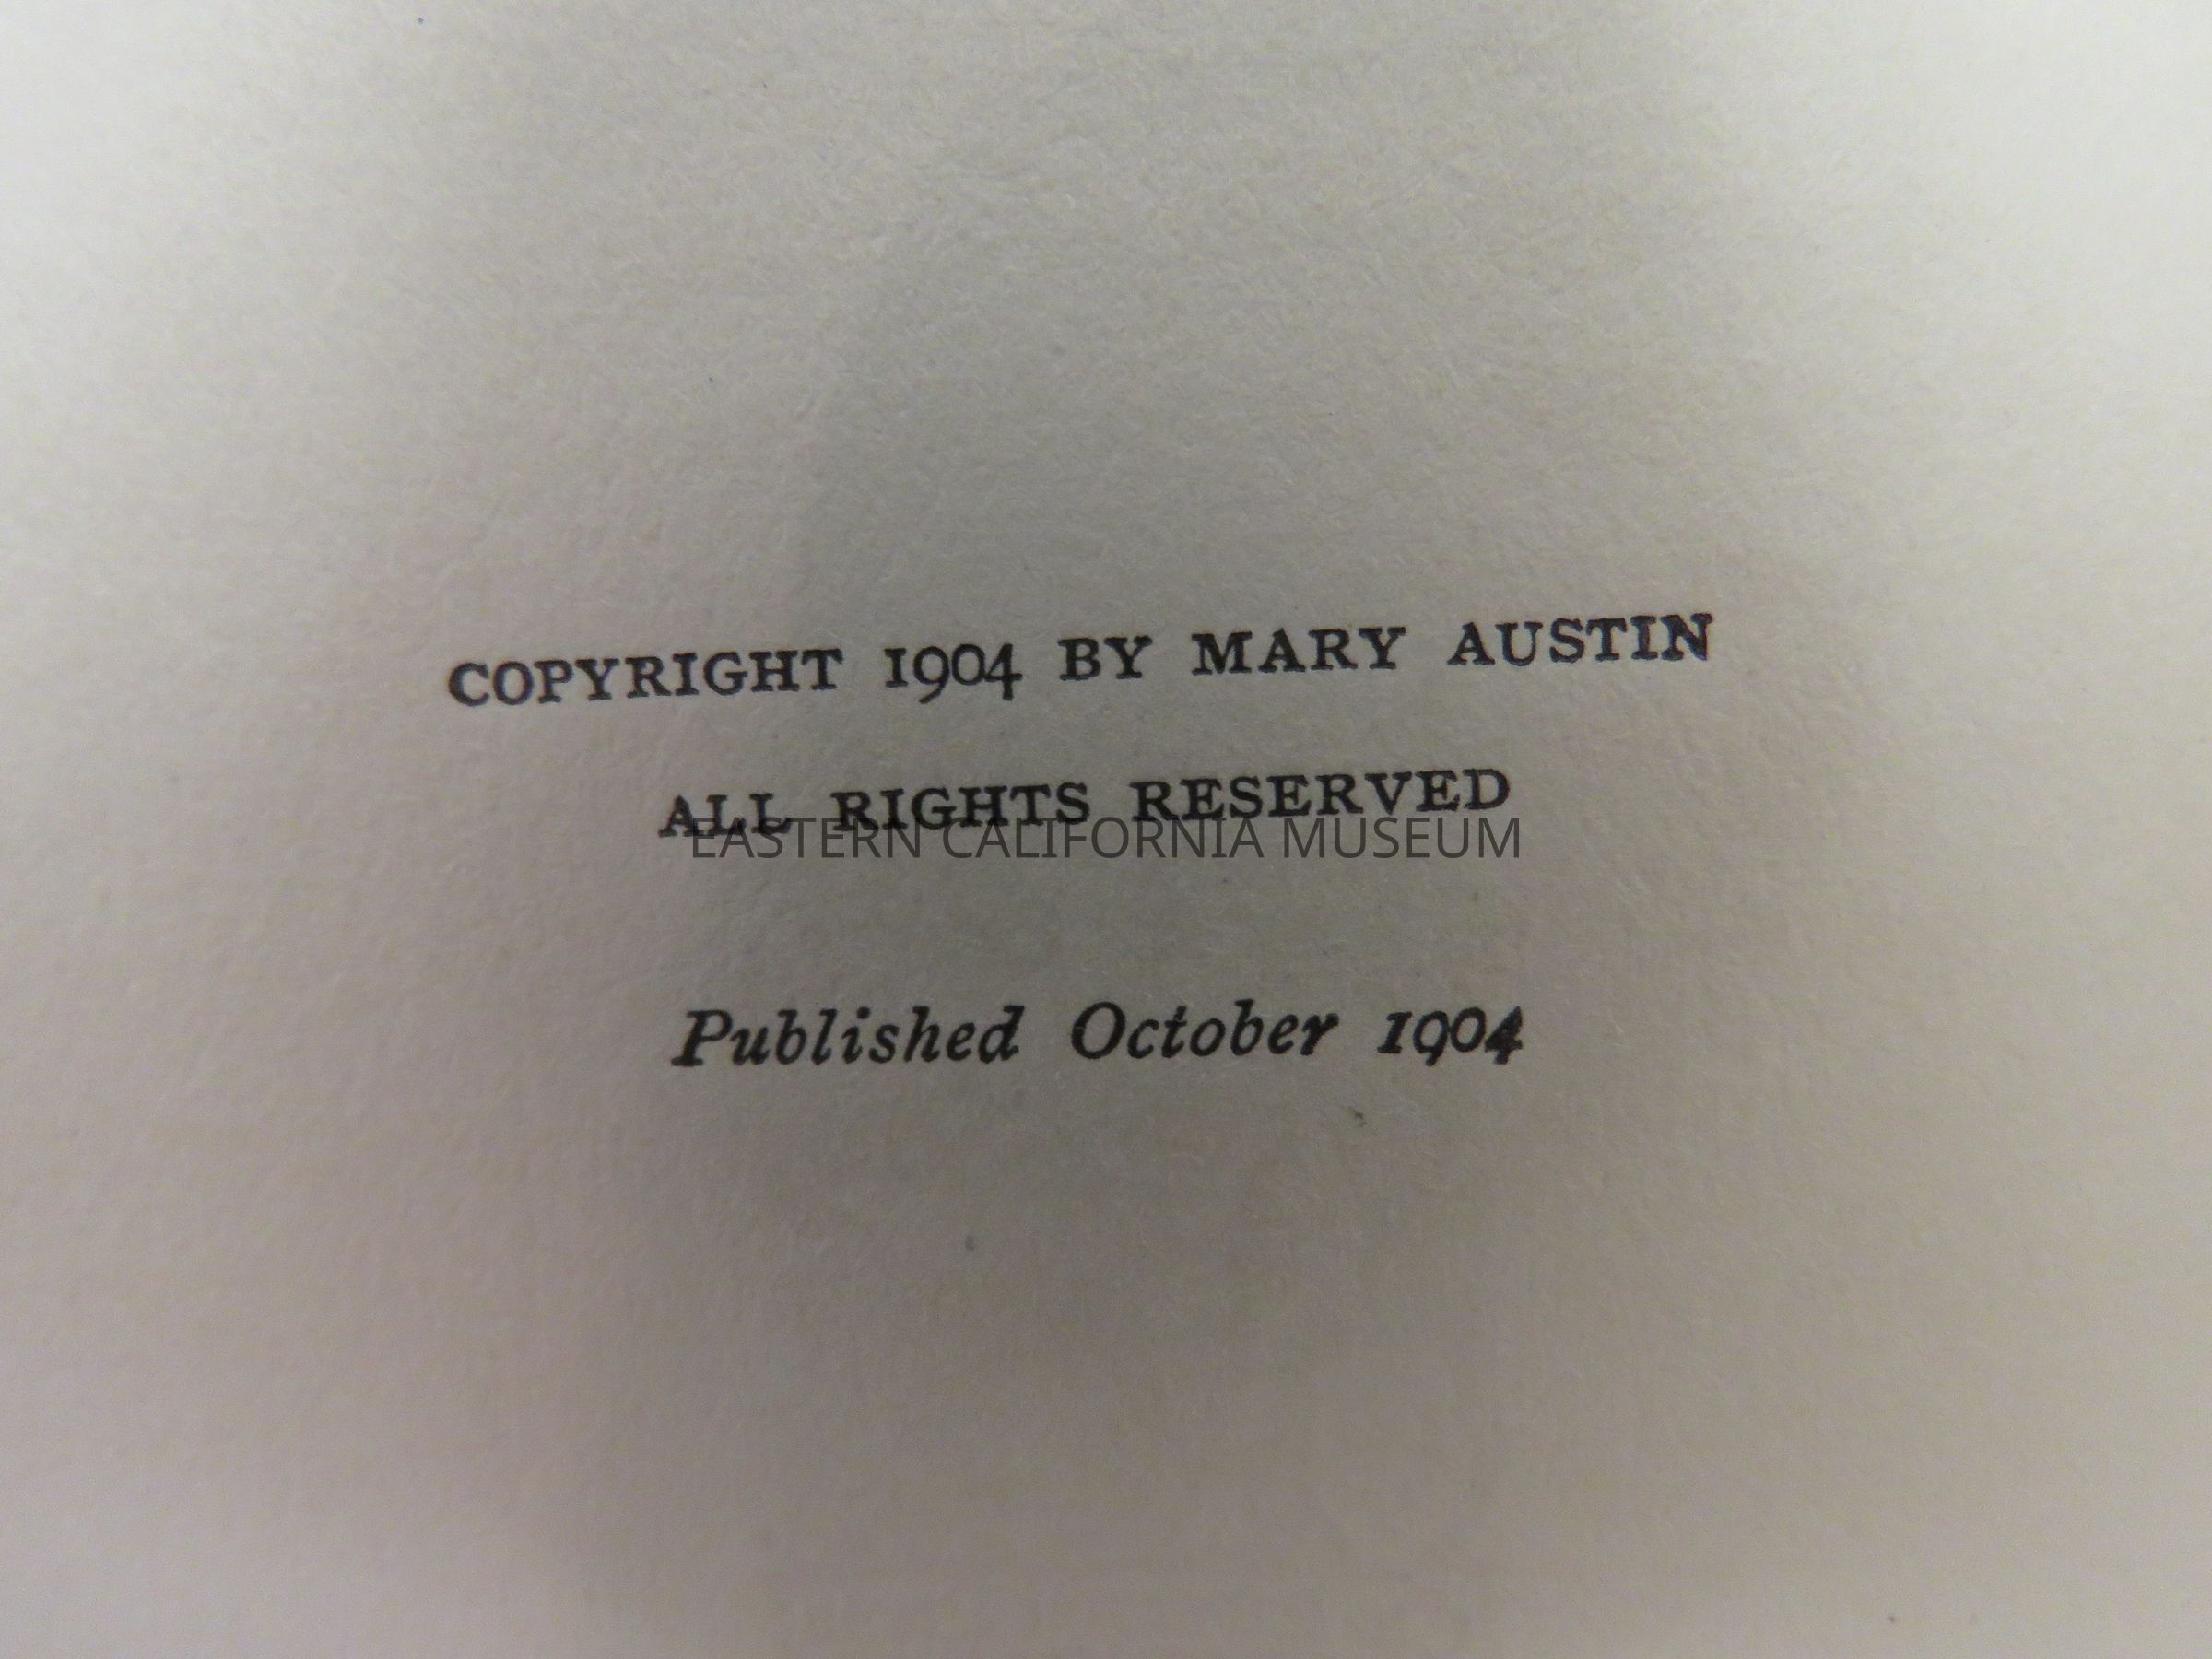 COPYRIGHT 1904 BY MARY AUSTIN
ALL RIGHTS RESERVED
EASTERN CALIFORNIA MUSEUM
Published October 1904